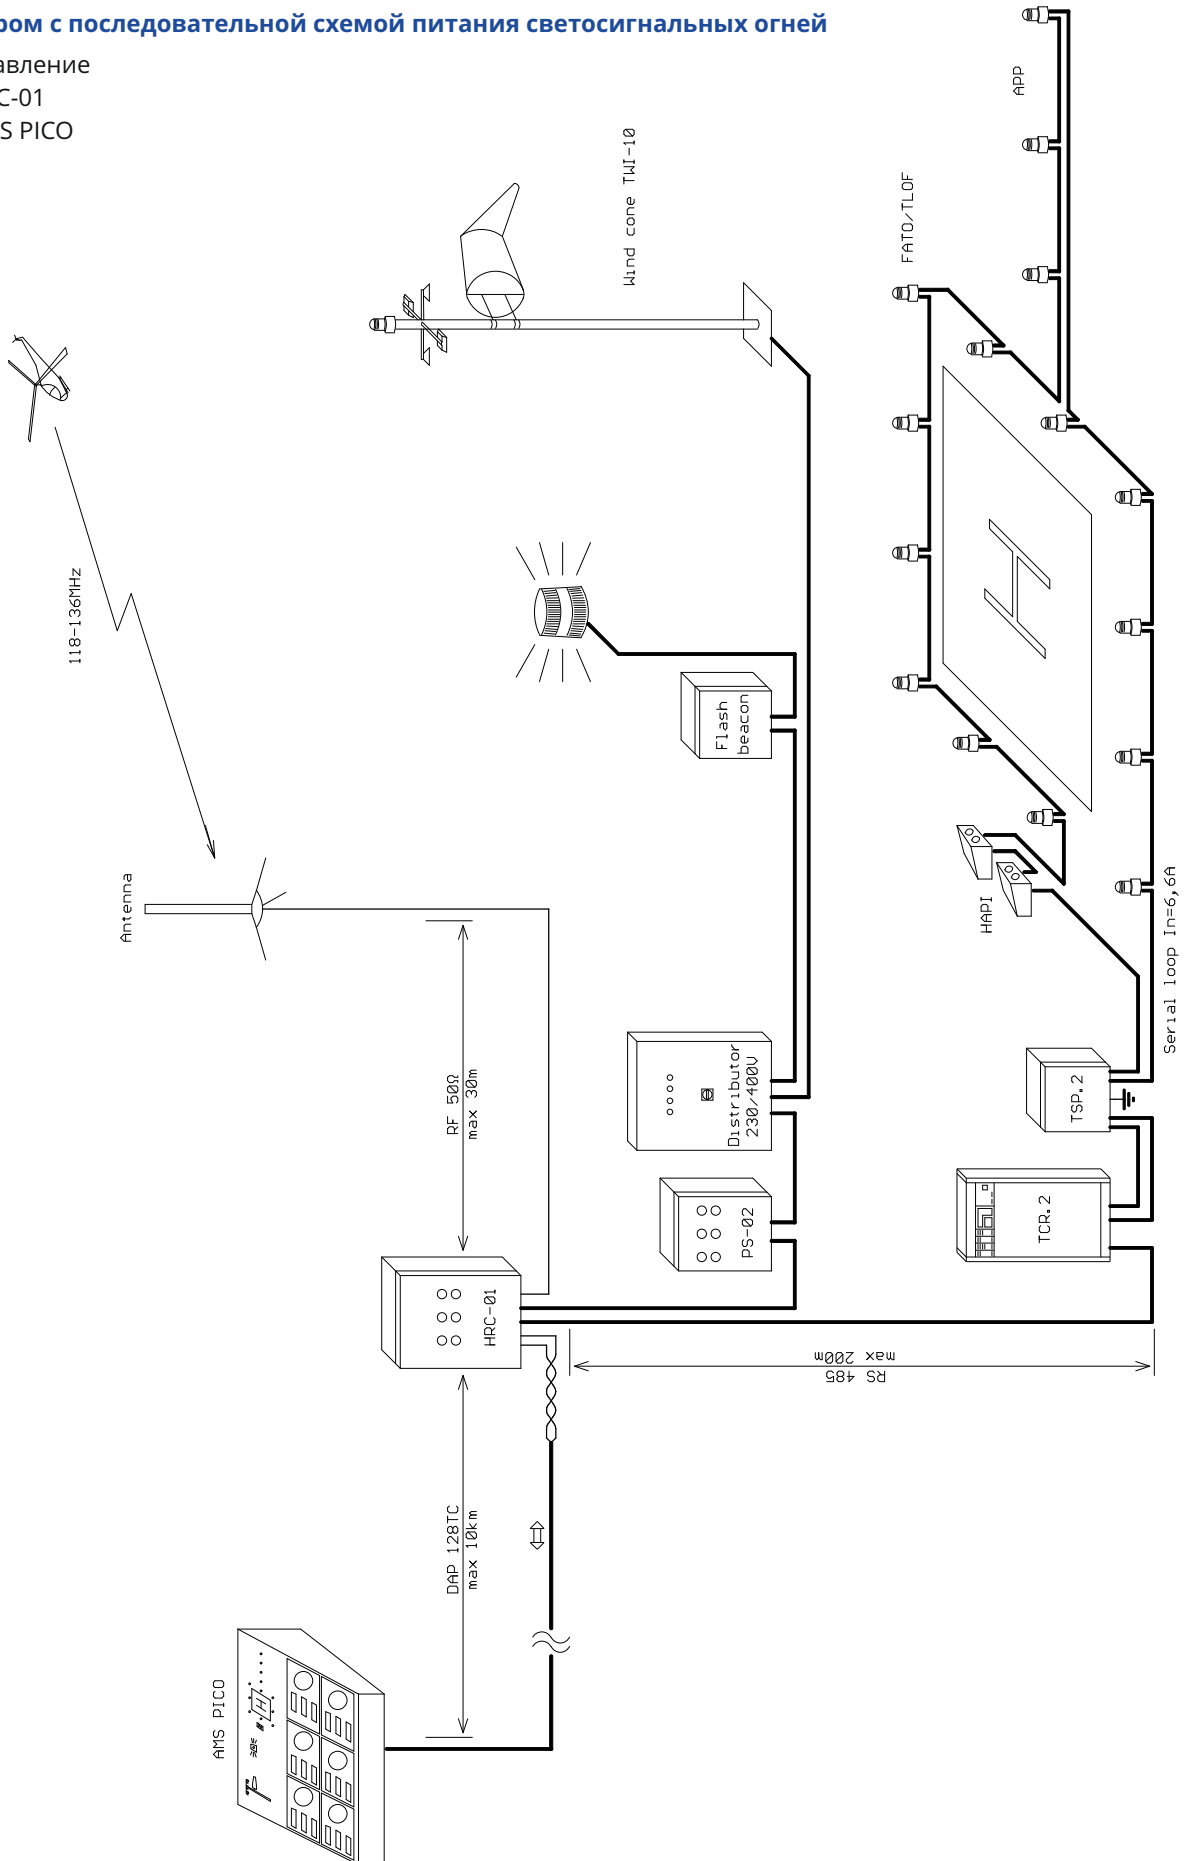 ром с последовательной схемой питания светосигнальных огней
авление
C-01
S PICO
APP
Wind cone TWI-10
FATO/TLOF
118-136MHz
Flash
beacon
Antenna
HAPI
Serial loop In=6,6A
RF 50Ω
max 30m
Distributor
230/400V
TSP.2
PS-02
TCR.2
HRC-01
RS 485
max 200m
DAP 128TC
max 10km
AMS PICO
H